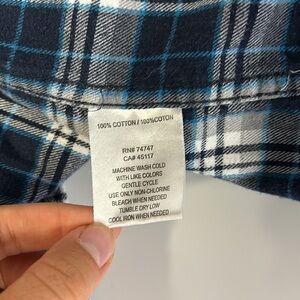 100% COTTON / 100%COTON
RN# 74747
CA# 45117
MACHINE WASH COLD
WITH LIKE COLORS
GENTLE CYCLE
USE ONLY NON-CHLORINE
BLEACH WHEN NEEDED
TUMBLE DRY LOW
COOL IRON WHEN NEEDED